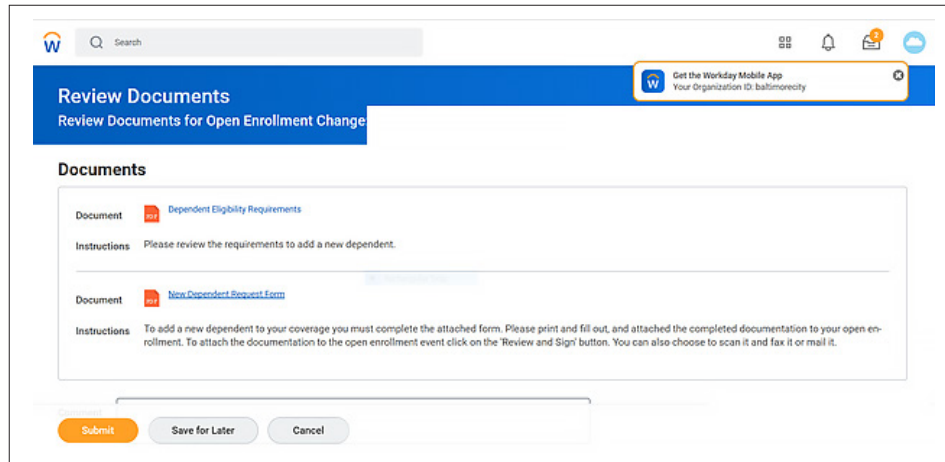 W
Search
2
Get the Workday Mobile App
Your Organization ID: baltimorecity
Review Documents
Review Documents for Open Enrollment Change
Documents
Document
PDF
Dependent Eligibility Requirements
Instructions
Please review the requirements to add a new dependent.
Document
PDF
New Dependent Request Form
Instructions
To add a new dependent to your coverage you must complete the attached form. Please print and fill out, and attached the completed documentation to your open en-
rollment. To attach the documentation to the open enrollment event click on the 'Review and Sign' button. You can also choose to scan it and fax it or mail it.
Submit
Save for Later
Cancel